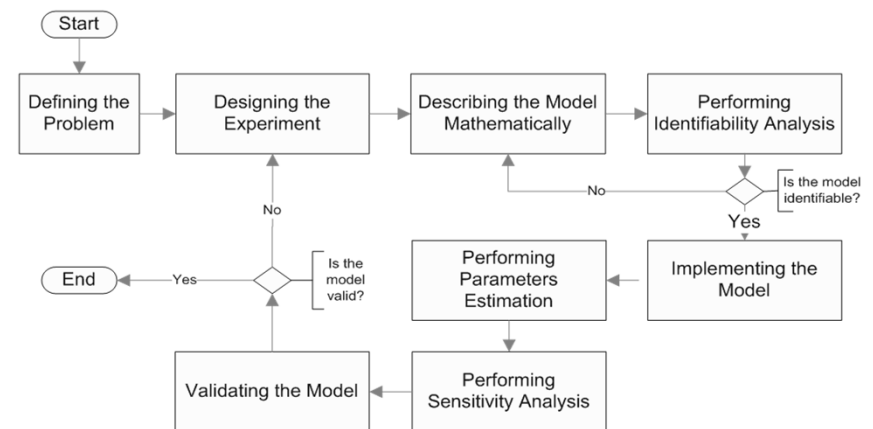 Start
Defining the
Problem
Designing the
Experiment
Describing the Model
Mathematically
Performing
Identifiability Analysis
Is the model
identifiable?
No
Yes
Implementing the
Model
Performing
Parameters
Estimation
Performing
Sensitivity Analysis
Validating the Model
Is the
model
valid?
No
Yes
End